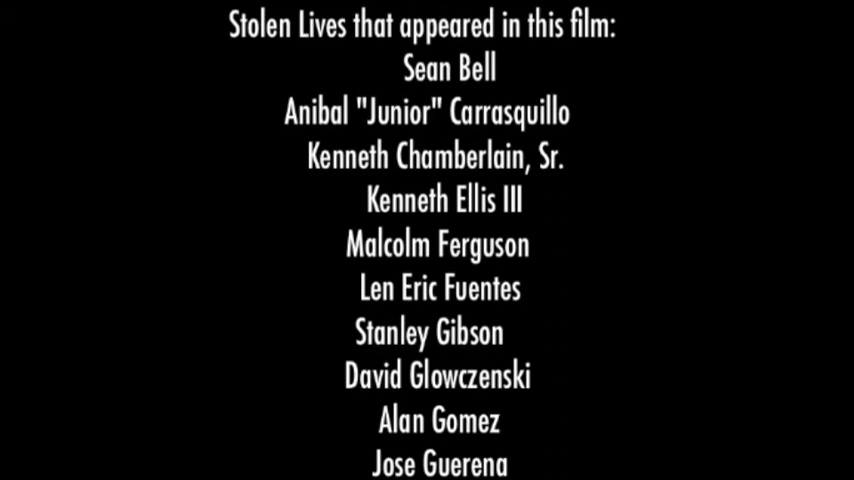 Stolen Lives that appeared in this film:
Sean Bell
Anibal "Junior" Carrasquillo
Kenneth Chamberlain, Sr.
Kenneth Ellis III
Malcolm Ferguson
Len Eric Fuentes
Stanley Gibson
David Glowczenski
Alan Gomez
Jose Guerena